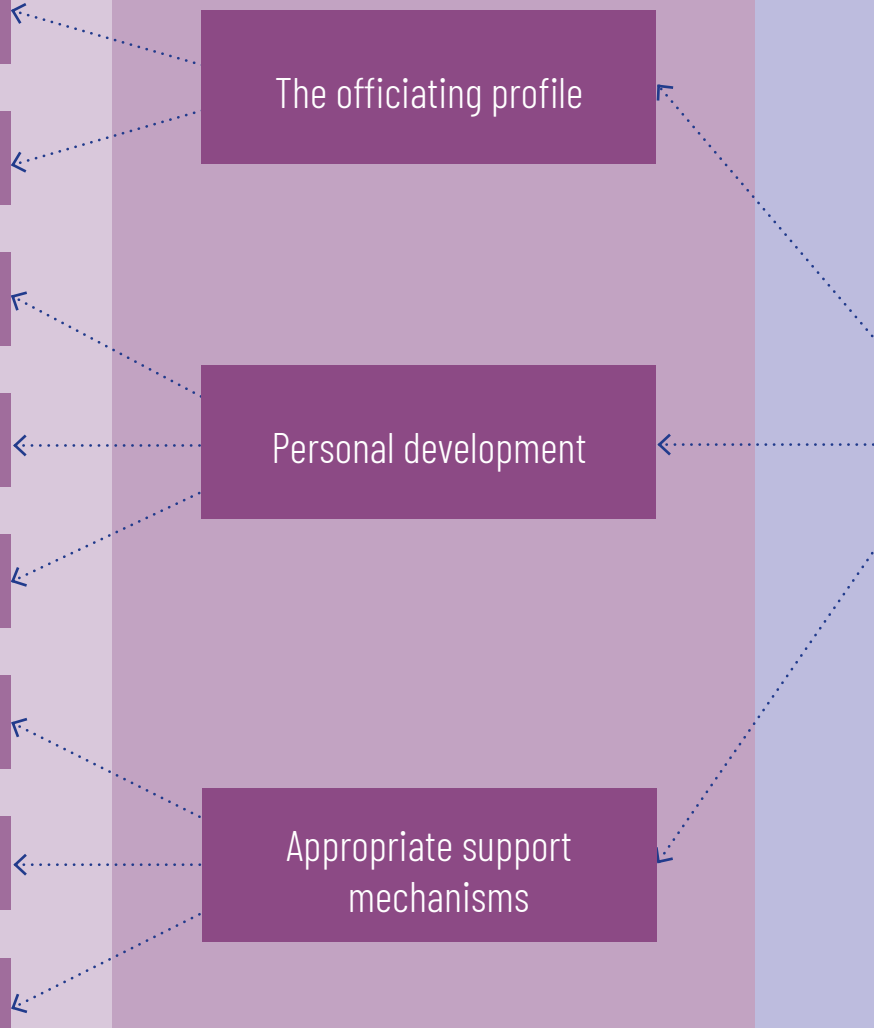 The officiating profile
Personal development
Appropriate support
mechanisms